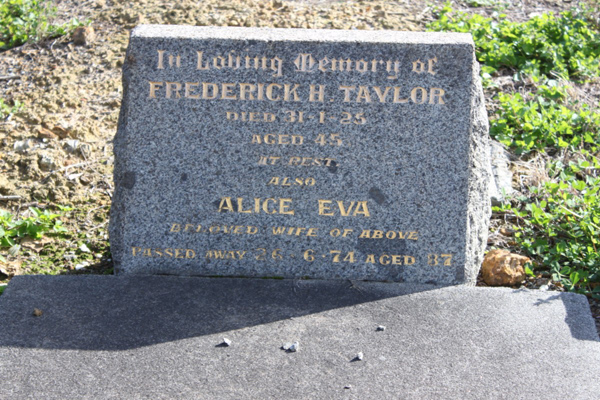 In Loving Memory of
FREDERICK H. TAYLOR
DIED 31-1-25
AGED 45
AT REST.
ALSO
ALICE EVA
BELOVED WIFE OF ABOVE
PASSED AWAY 26-6-74 AGED 87